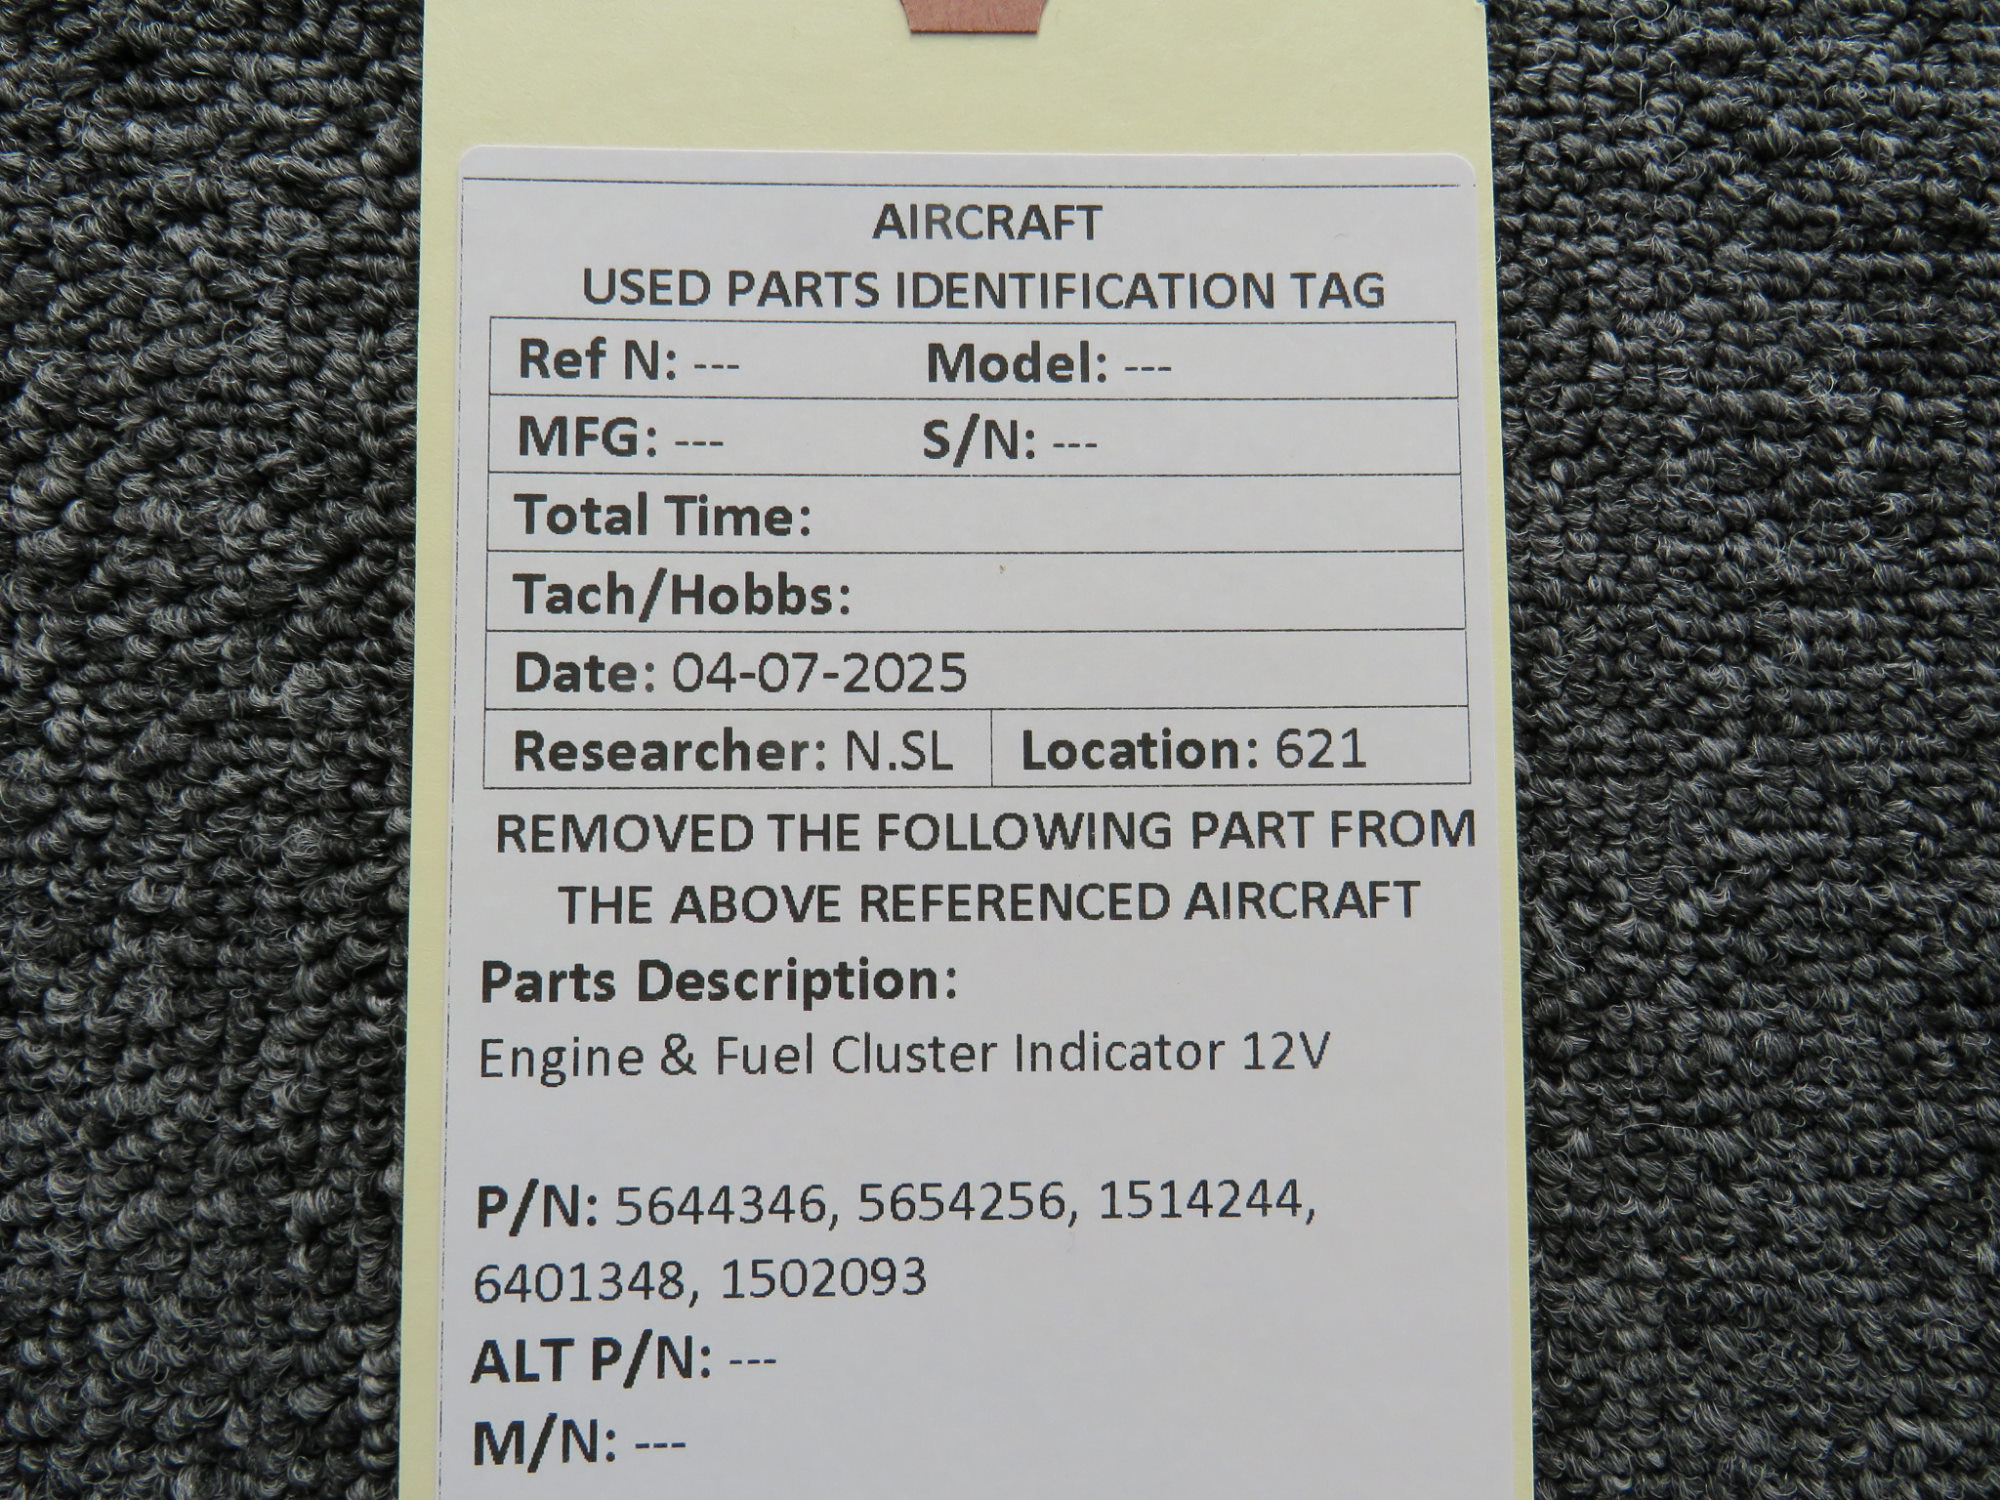 AIRCRAFT
USED PARTS IDENTIFICATION TAG
Ref N: --- Model: ---
MFG: --- S/N: ---
Total Time:
Tach/Hobbs:
Date: 04-07-2025
Researcher: N.SL Location: 621
REMOVED THE FOLLOWING PART FROM
THE ABOVE REFERENCED AIRCRAFT
Parts Description:
Engine & Fuel Cluster Indicator 12V
P/N: 5644346, 5654256, 1514244,
6401348, 1502093
ALT P/N: ---
M/N: ---